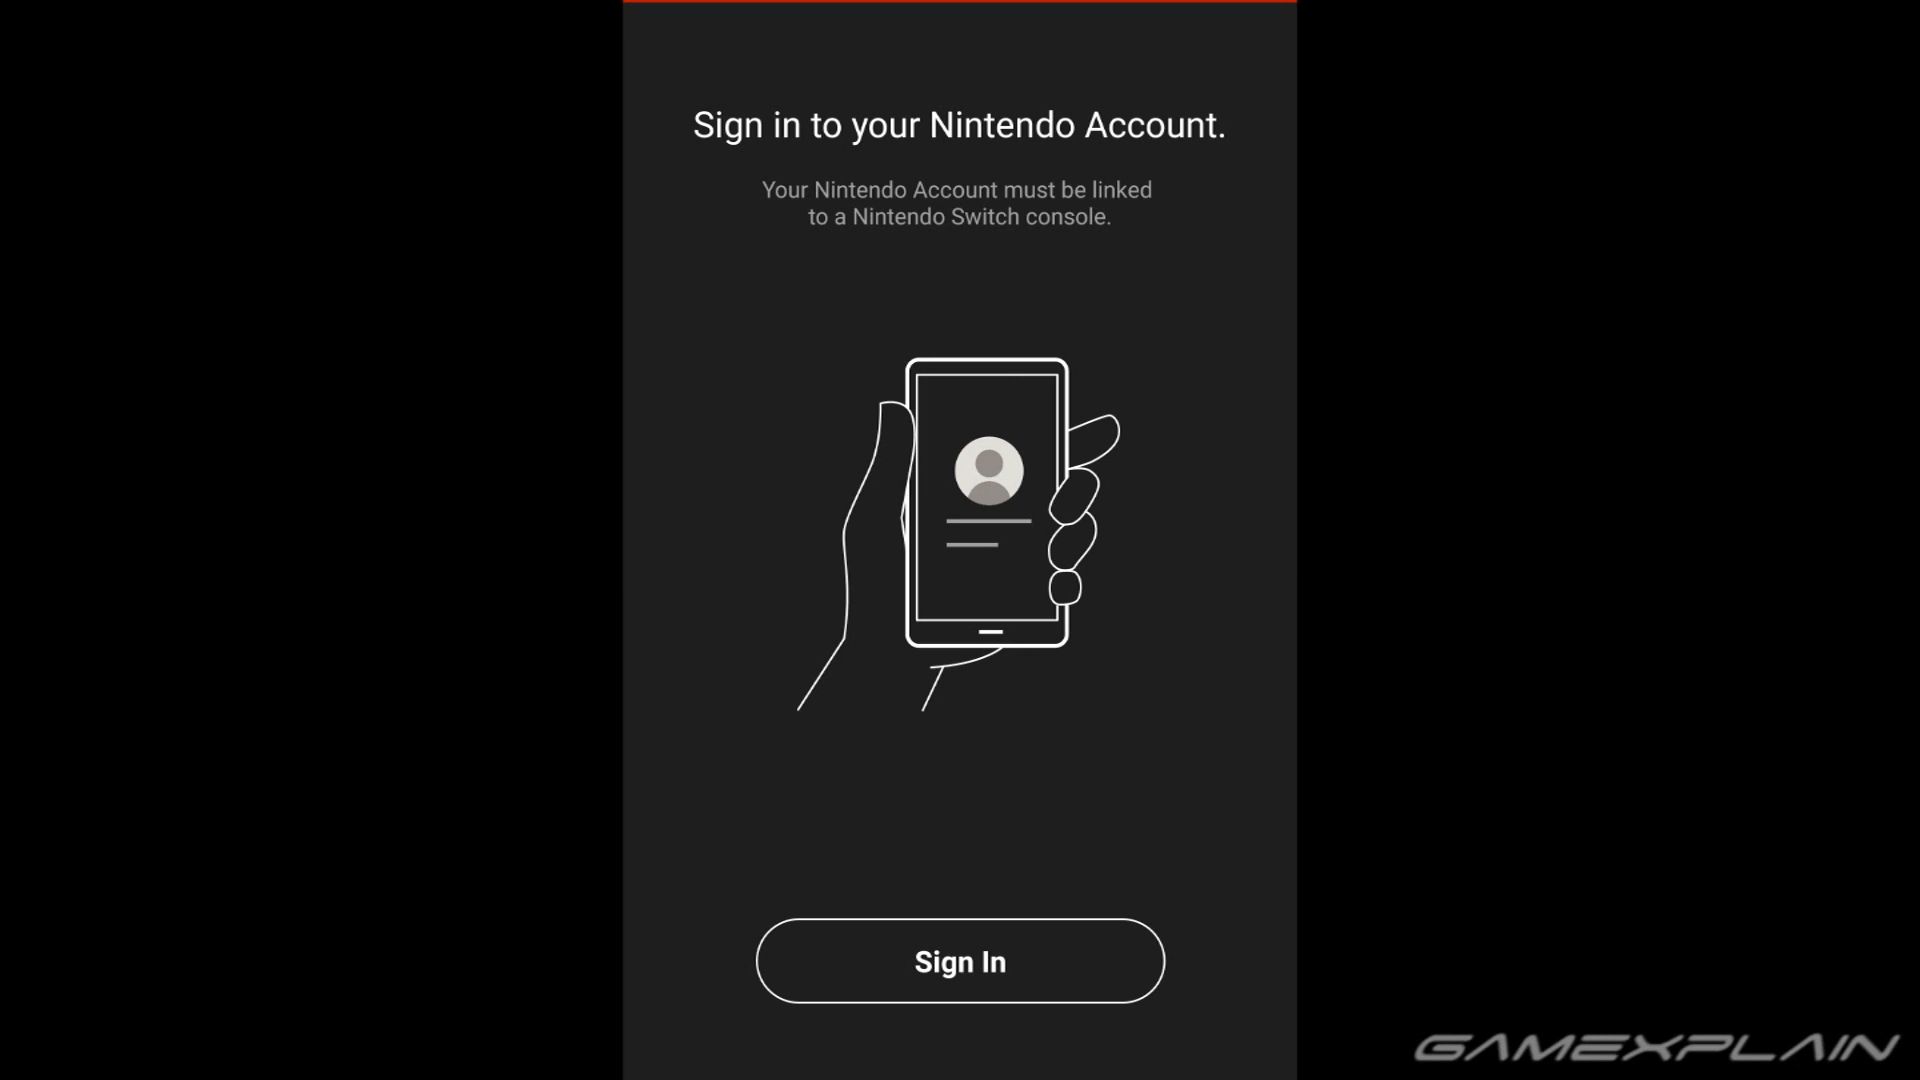 Sign in to your Nintendo Account.
Your Nintendo Account must be linked
to a Nintendo Switch console.
Sign In
GAMEXPLAIN